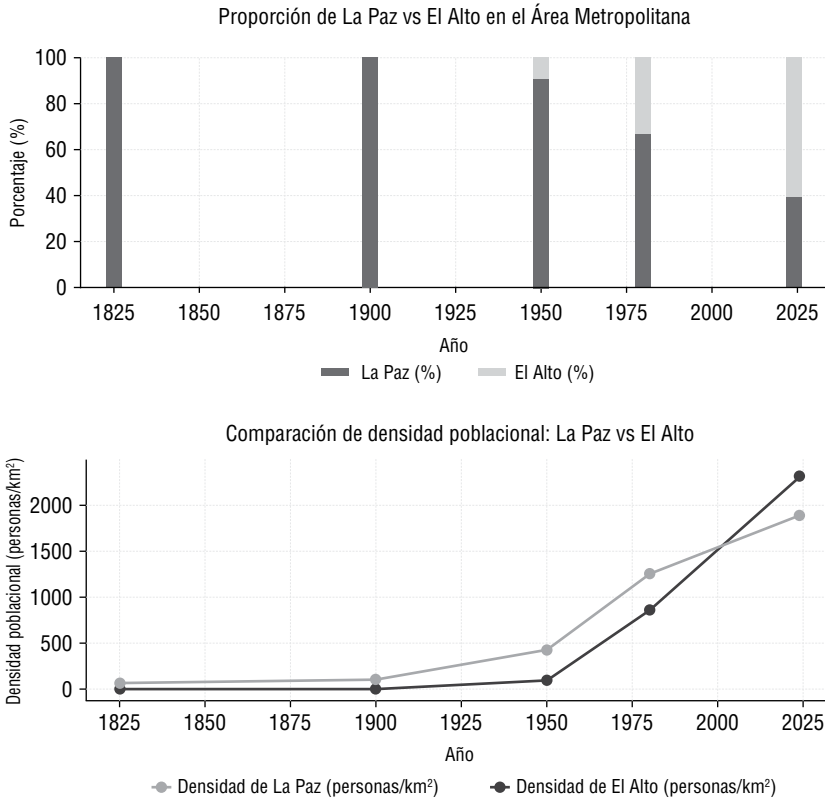 Proporción de La Paz vs El Alto en el Área Metropolitana
Porcentaje (%)
100
80
60
40
20
0
1825 1850 1875 1900 1925 1950 1975 2000 2025
Año
La Paz (%) El Alto (%)
Comparación de densidad poblacional: La Paz vs El Alto
Densidad poblacional (personas/km²)
2000
1500
1000
500
0
1825 1850 1875 1900 1925 1950 1975 2000 2025
Año
Densidad de La Paz (personas/km²) Densidad de El Alto (personas/km²)